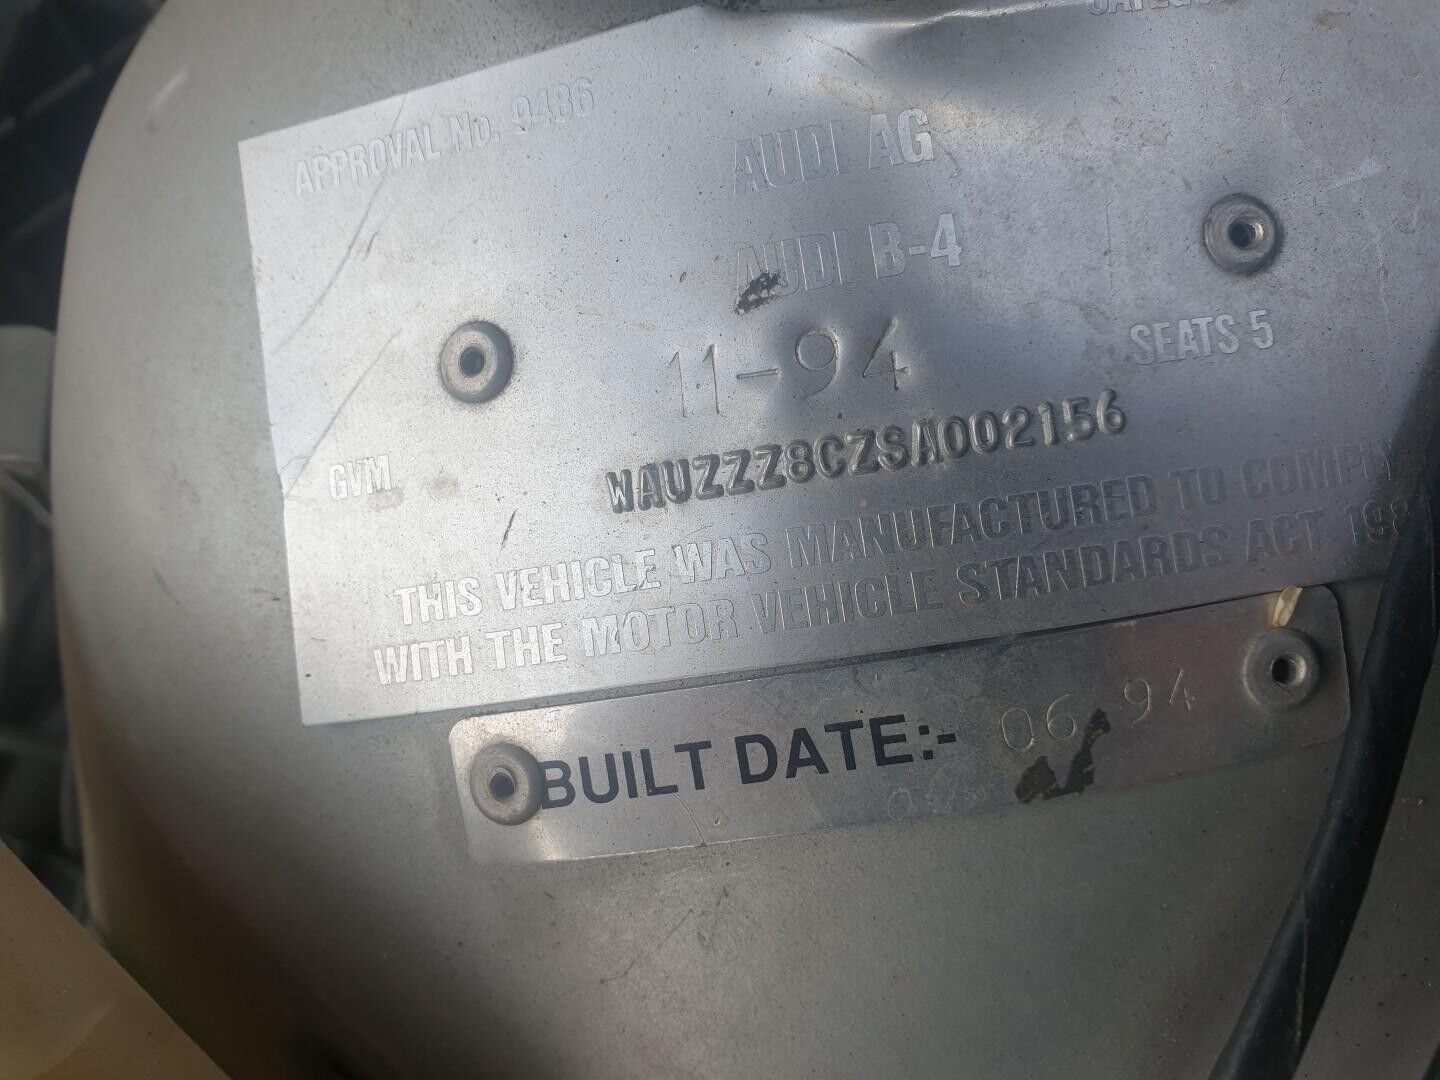 APPROVAL No. 9486
AUDI AG
AUDI B-4
11-94
SEATS 5
GVM
WAUZZZ8CZSA002156
THIS VEHICLE WAS MANUFACTURED TO COMPLY
WITH THE MOTOR VEHICLE STANDARDS ACT
BUILT DATE:- 06 94